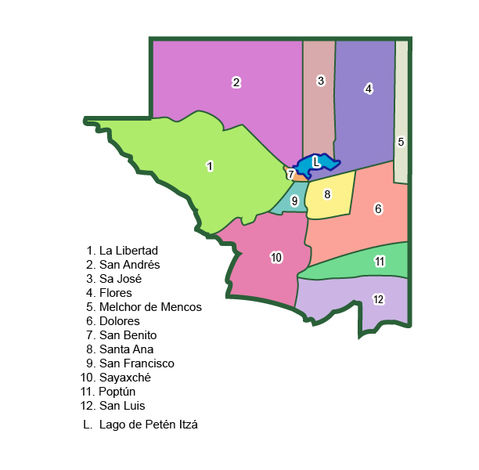 2
3
4
5
L
1
7
8
9
6
10
11
12
1. La Libertad
2. San Andrés
3. Sa José
4. Flores
5. Melchor de Mencos
6. Dolores
7. San Benito
8. Santa Ana
9. San Francisco
10. Sayaxché
11. Poptún
12. San Luis
L. Lago de Petén Itzá